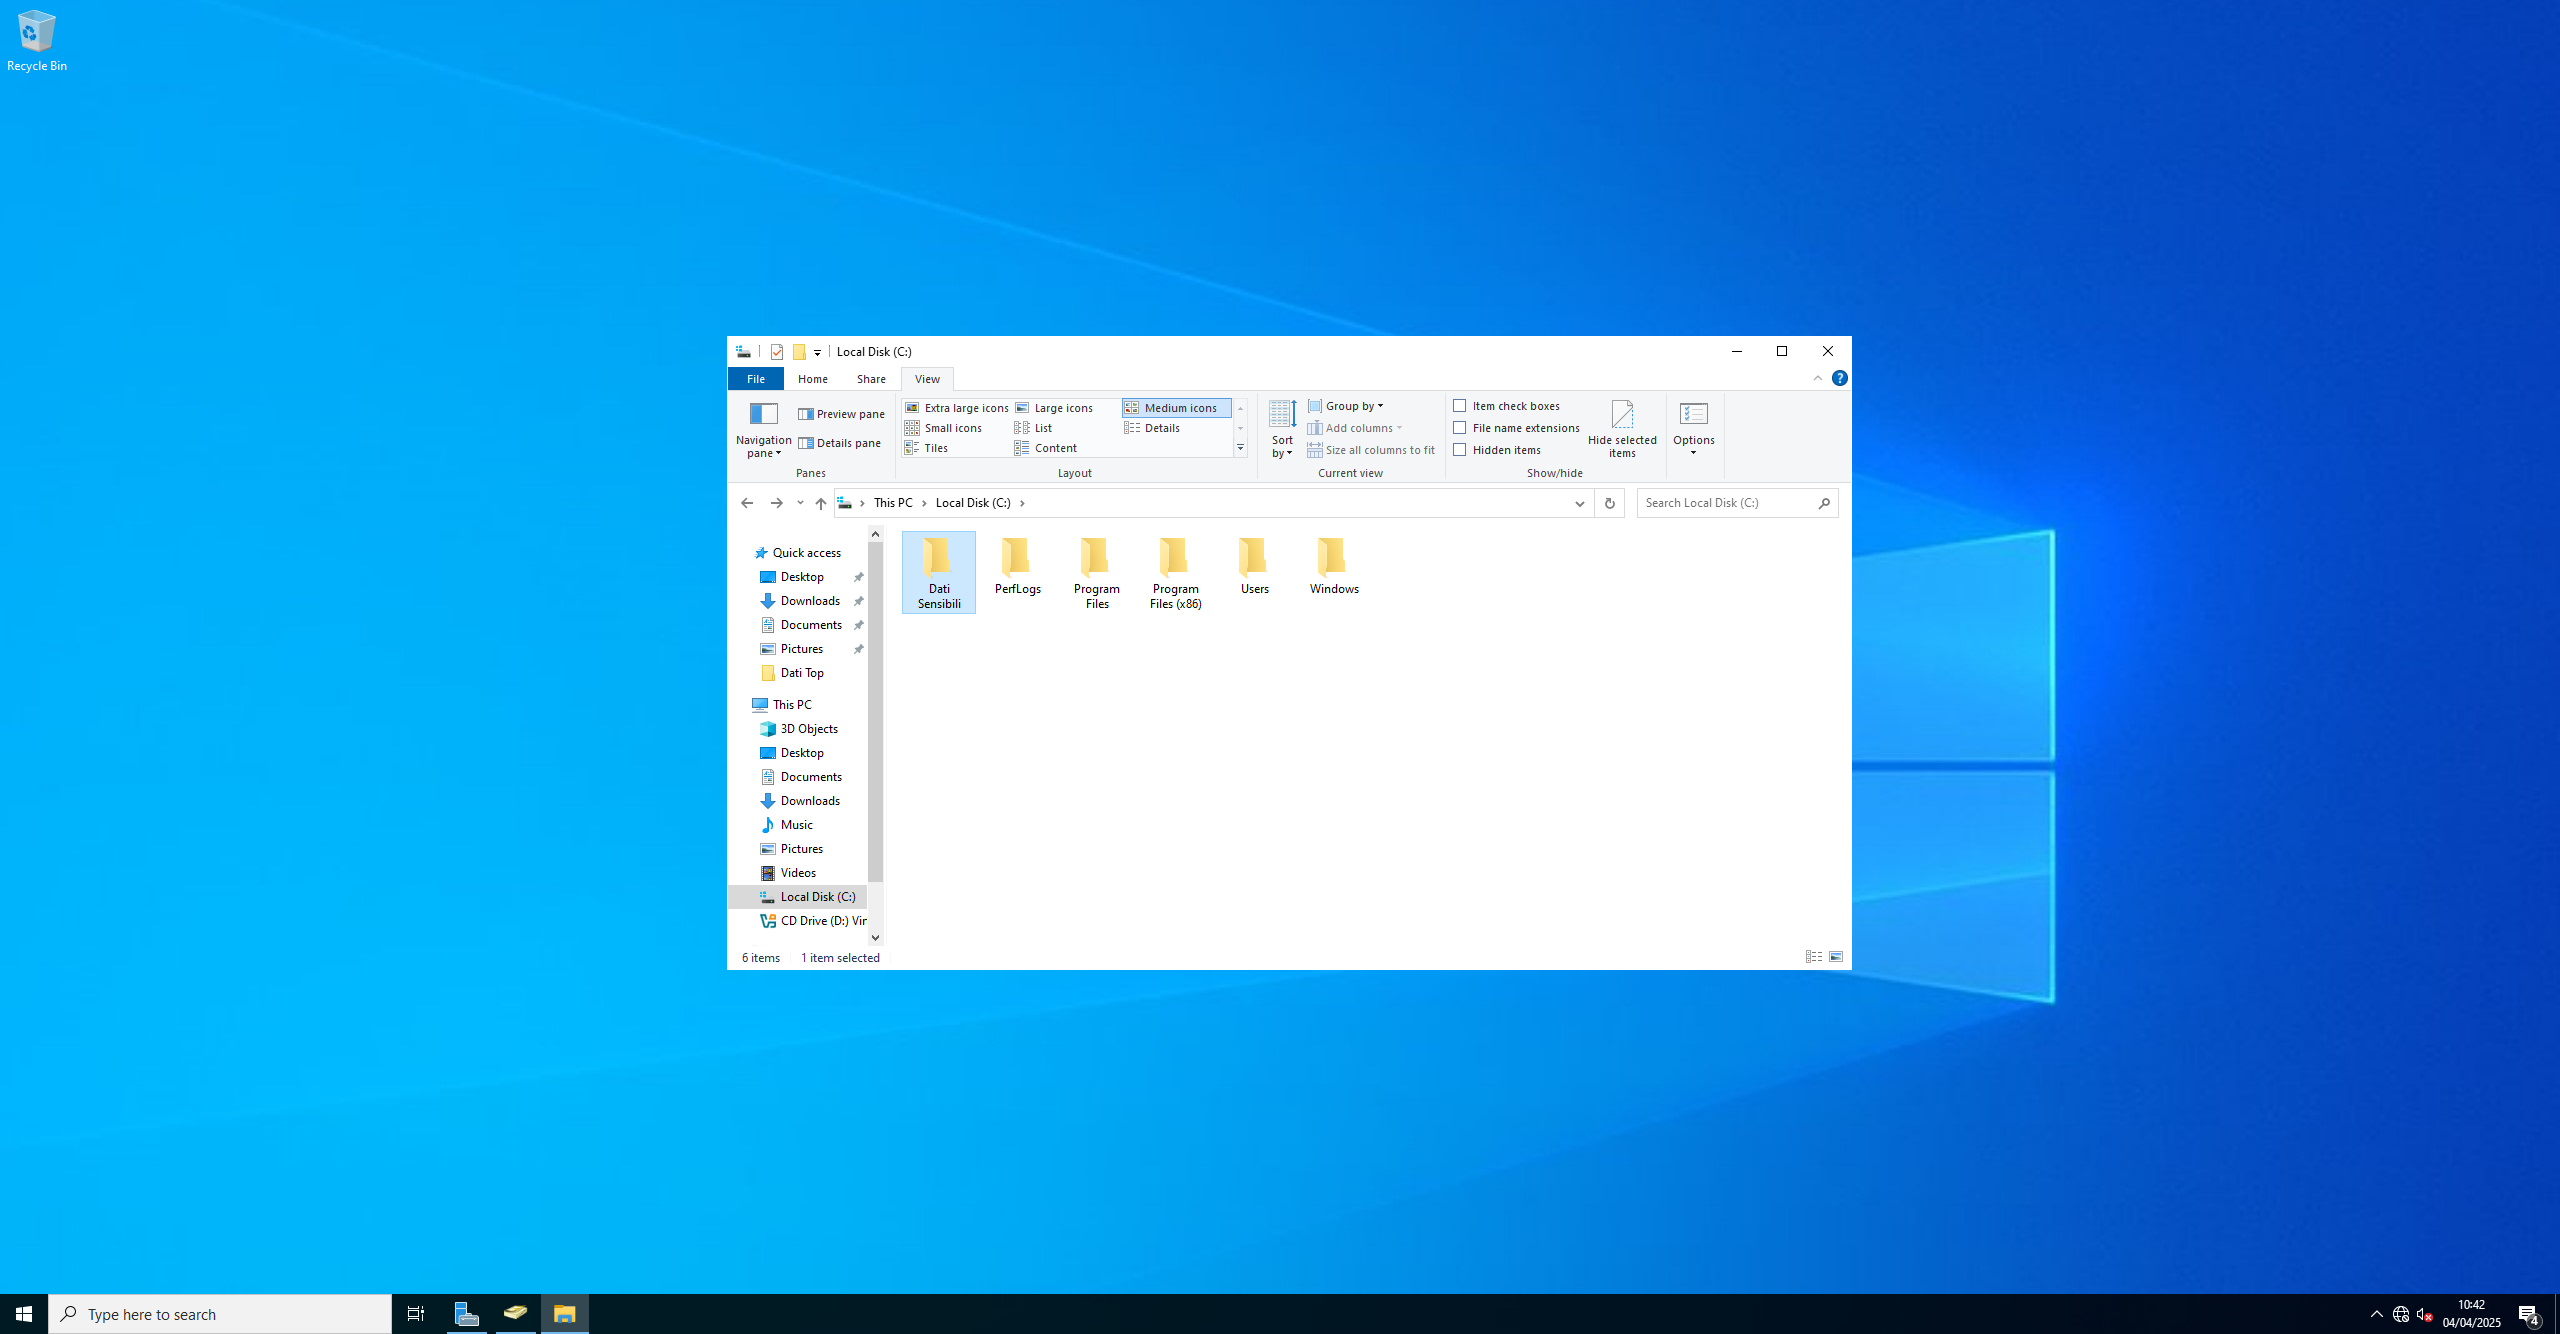 Recycle Bin
Local Disk (C:)
File Home Share View
Navigation pane
Preview pane
Details pane
Panes
Extra large icons Large icons Medium icons
Small icons List Details
Tiles Content
Layout
Sort by
Group by
Add columns
Size all columns to fit
Current view
Item check boxes
File name extensions
Hidden items
Hide selected items
Show/hide
Options
This PC Local Disk (C:)
Search Local Disk (C:)
Quick access
Desktop
Downloads
Documents
Pictures
Dati Top
This PC
3D Objects
Desktop
Documents
Downloads
Music
Pictures
Videos
Local Disk (C:)
CD Drive (D:) Vir
Dati Sensibili
PerfLogs
Program Files
Program Files (x86)
Users
Windows
6 items 1 item selected
Type here to search
10:42
04/04/2025
4